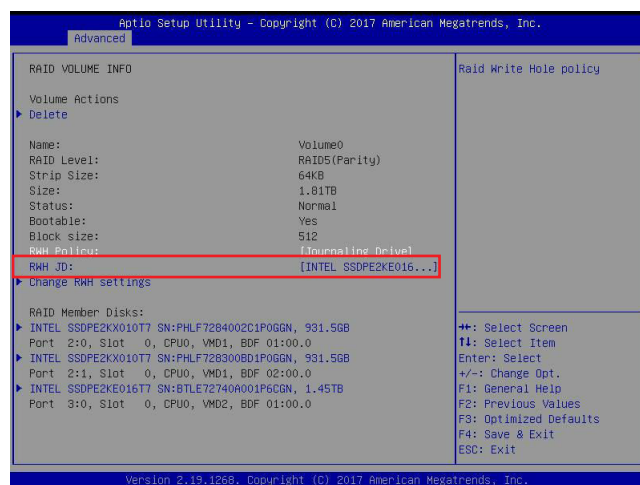 Aptio Setup Utility – Copyright (C) 2017 American Megatrends, Inc.
Advanced
RAID VOLUME INFO
Raid Write Hole policy
Volume Actions
Delete
Name: Volume0
RAID Level: RAID5(Parity)
Strip Size: 64KB
Size: 1.81TB
Status: Normal
Bootable: Yes
Block size: 512
RWH Policy: [Journaling Drive]
RWH JD: [INTEL SSDPE2KE016...]
Change RWH settings
RAID Member Disks:
INTEL SSDPE2KX010T7 SN:PHLF7284002C1P0GGN, 931.5GB
Port 2:0, Slot 0, CPU0, VMD1, BDF 01:00.0
INTEL SSDPE2KX010T7 SN:PHLF728300BD1P0GGN, 931.5GB
Port 2:1, Slot 0, CPU0, VMD1, BDF 02:00.0
INTEL SSDPE2KE016T7 SN:BTLE72740A001P6CGN, 1.45TB
Port 3:0, Slot 0, CPU0, VMD2, BDF 01:00.0
→←: Select Screen
↑↓: Select Item
Enter: Select
+/-: Change Opt.
F1: General Help
F2: Previous Values
F3: Optimized Defaults
F4: Save & Exit
ESC: Exit
Version 2.19.1268. Copyright (C) 2017 American Megatrends, Inc.